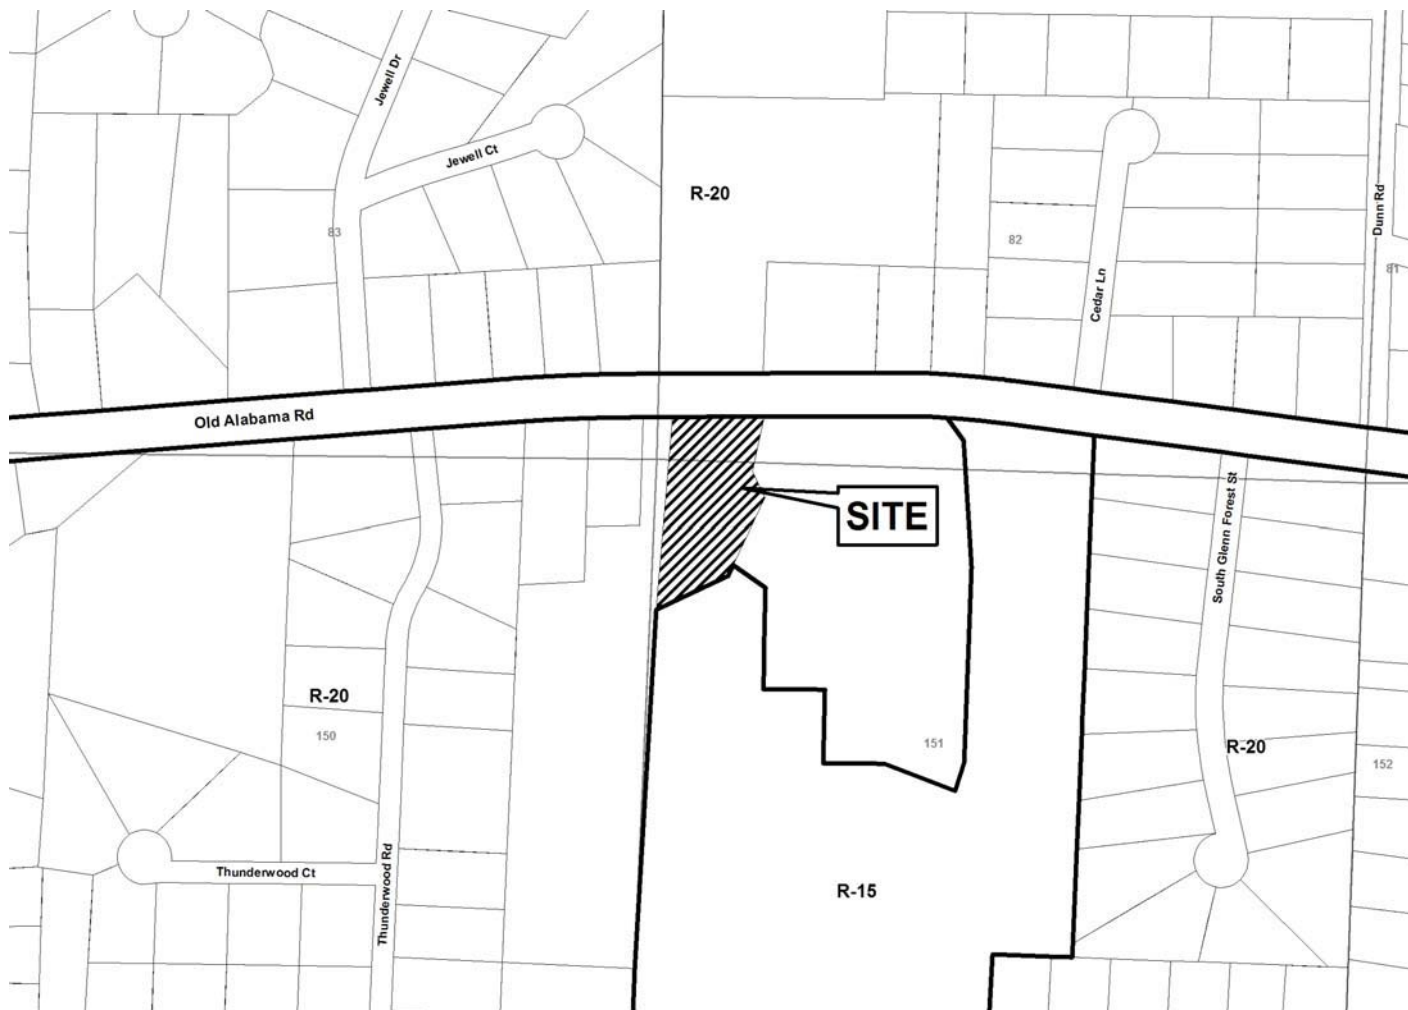 Jewell Dr
Jewell Ct
R-20
Dunn Rd
83
82
81
Cedar Ln
Old Alabama Rd
SITE
South Glenn Forest St
R-20
150
151
R-20
152
Thunderwood Ct
Thunderwood Rd
R-15